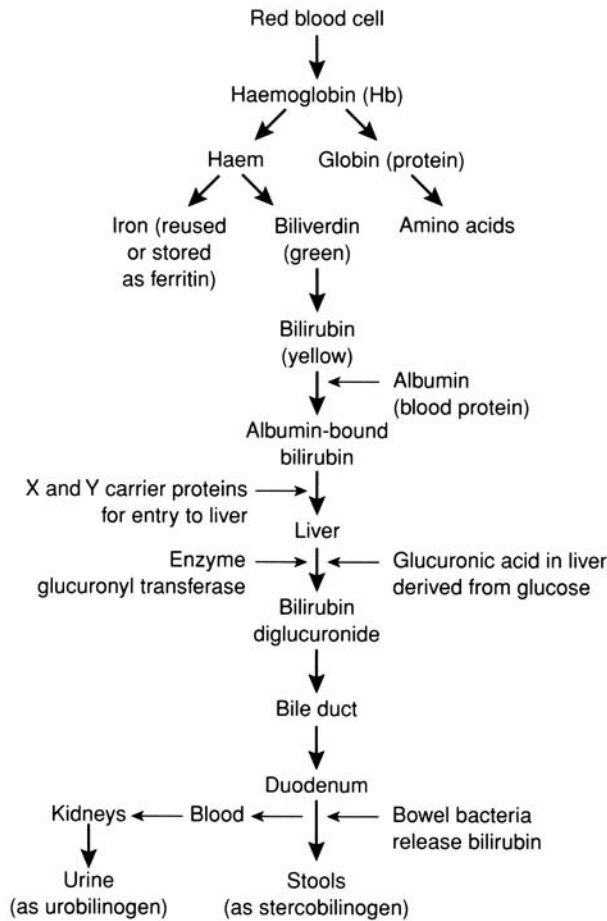 Red blood cell
Haemoglobin (Hb)
Haem
Globin (protein)
Iron (reused
or stored
as ferritin)
Biliverdin
(green)
Amino acids
Bilirubin
(yellow)
Albumin
(blood protein)
Albumin-bound
bilirubin
X and Y carrier proteins
for entry to liver
Liver
Enzyme
glucuronyl transferase
Glucuronic acid in liver
derived from glucose
Bilirubin
diglucuronide
Bile duct
Duodenum
Kidneys
Blood
Bowel bacteria
release bilirubin
Urine
(as urobilinogen)
Stools
(as stercobilinogen)